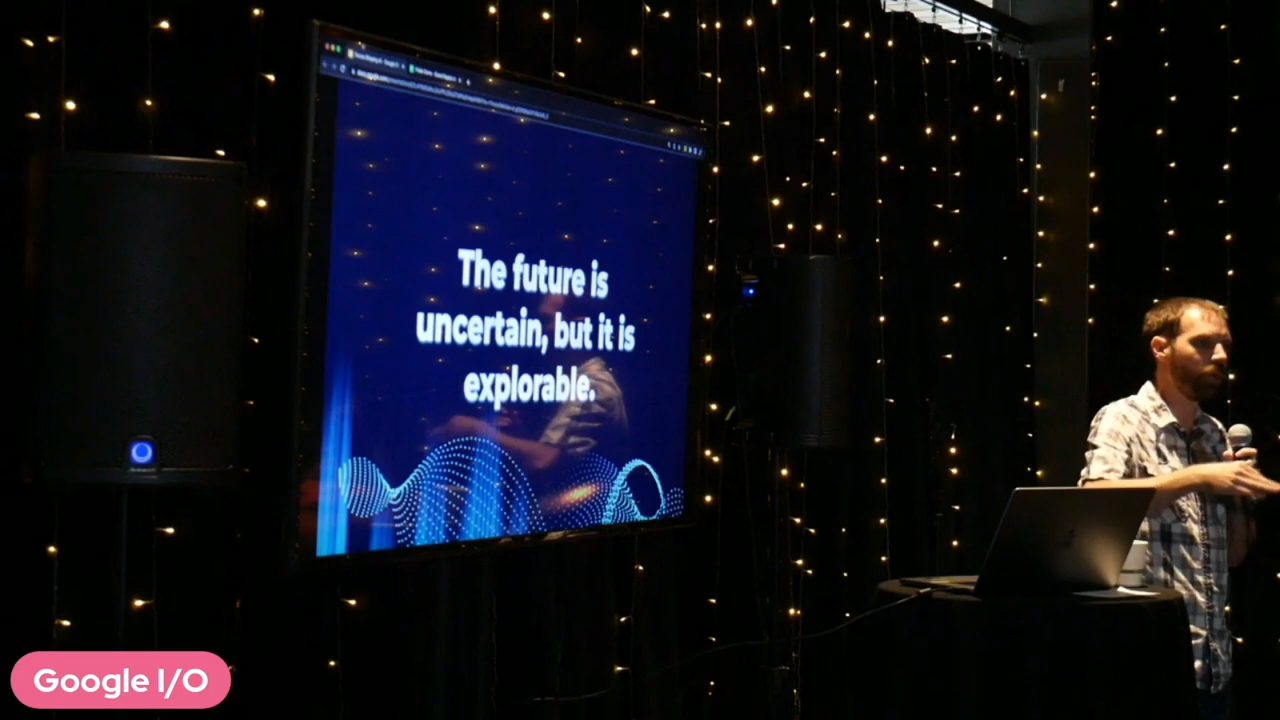 The future is
uncertain, but it is
explorable.
Google I/O